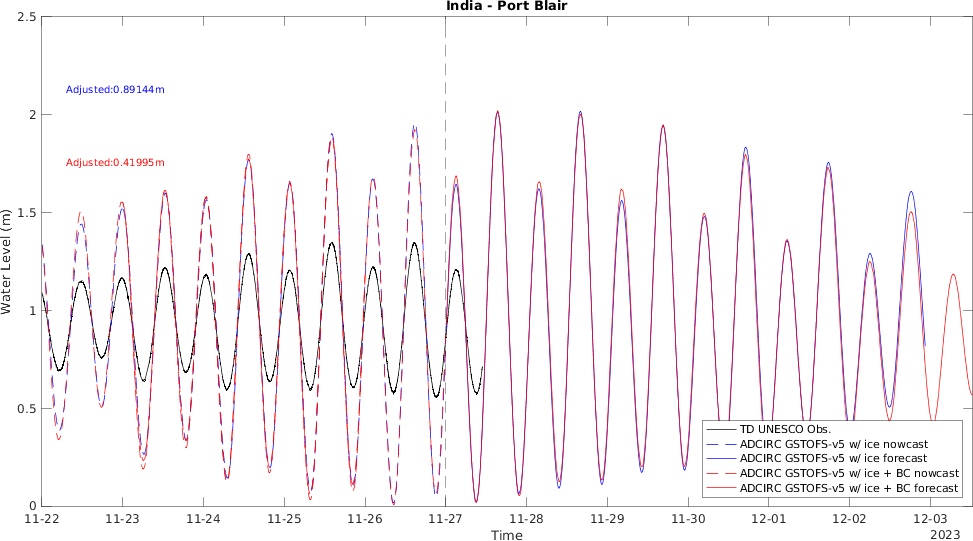 India - Port Blair
2.5
2
1.5
1
0.5
0
Water Level (m)
Adjusted:0.89144m
Adjusted:0.41995m
TD UNESCO Obs.
ADCIRC GSTOFS-v5 w/ ice nowcast
ADCIRC GSTOFS-v5 w/ ice forecast
ADCIRC GSTOFS-v5 w/ ice + BC nowcast
ADCIRC GSTOFS-v5 w/ ice + BC forecast
11-22 11-23 11-24 11-25 11-26 11-27 11-28 11-29 11-30 12-01 12-02 12-03
Time
2023